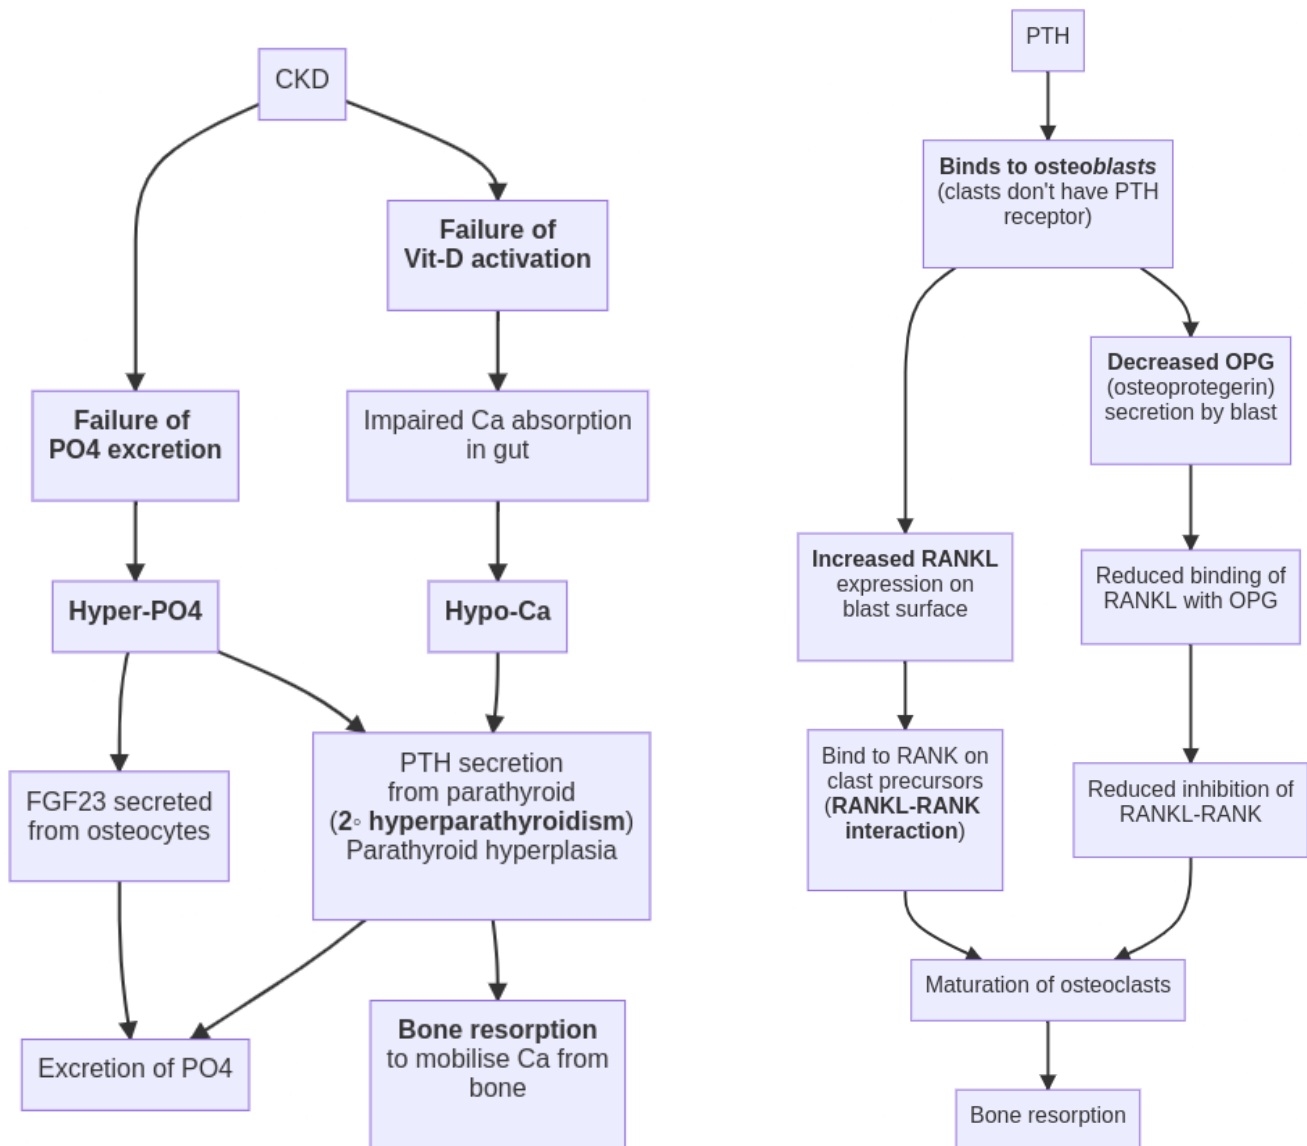 CKD
Failure of
Vit-D activation
Failure of
PO4 excretion
Impaired Ca absorption
in gut
Hyper-PO4
Hypo-Ca
FGF23 secreted
from osteocytes
PTH secretion
from parathyroid
(2◦ hyperparathyroidism)
Parathyroid hyperplasia
Excretion of PO4
Bone resorption
to mobilise Ca from
bone
PTH
Binds to osteoblasts
(clasts don't have PTH
receptor)
Decreased OPG
(osteoprotegerin)
secretion by blast
Increased RANKL
expression on
blast surface
Reduced binding of
RANKL with OPG
Bind to RANK on
clast precursors
(RANKL-RANK
interaction)
Reduced inhibition of
RANKL-RANK
Maturation of osteoclasts
Bone resorption